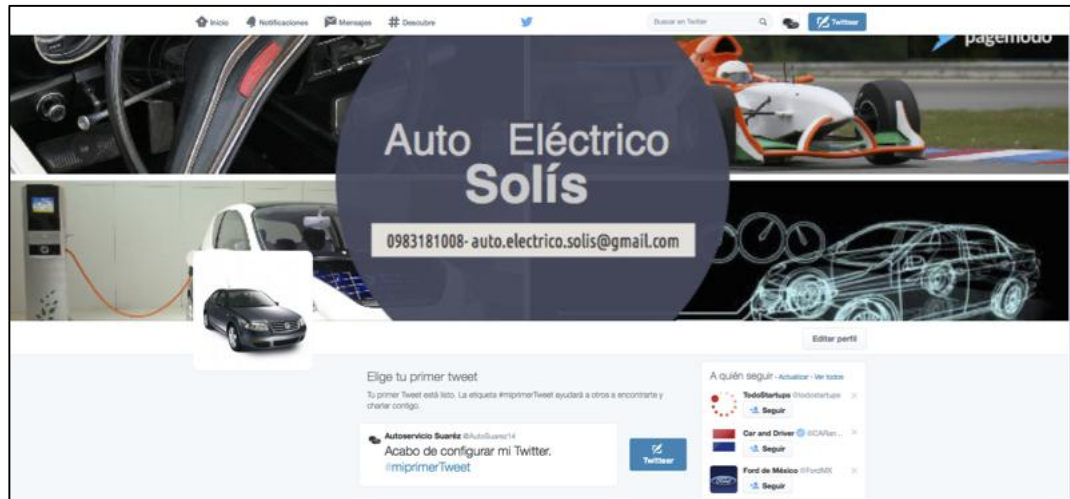 Inicio Notificaciones Mensajes # Descubre Buscar en Twitter Twittear
pagemodo
Auto Eléctrico
Solís
0983181008- auto.electrico.solis@gmail.com
Editar perfil
Elige tu primer tweet
Tu primer Tweet está listo. La etiqueta #miprimerTweet ayudará a otros a encontrarte y
charlar contigo.
Autoservicio Suaréz @AutoSuarez14
Acabo de configurar mi Twitter.
#miprimerTweet
Twittear
A quién seguir · Actualizar · Ver todos
TodoStartups @todostartups
Seguir
Car and Driver @CARan...
Seguir
Ford
Ford de México @FordMX
Seguir